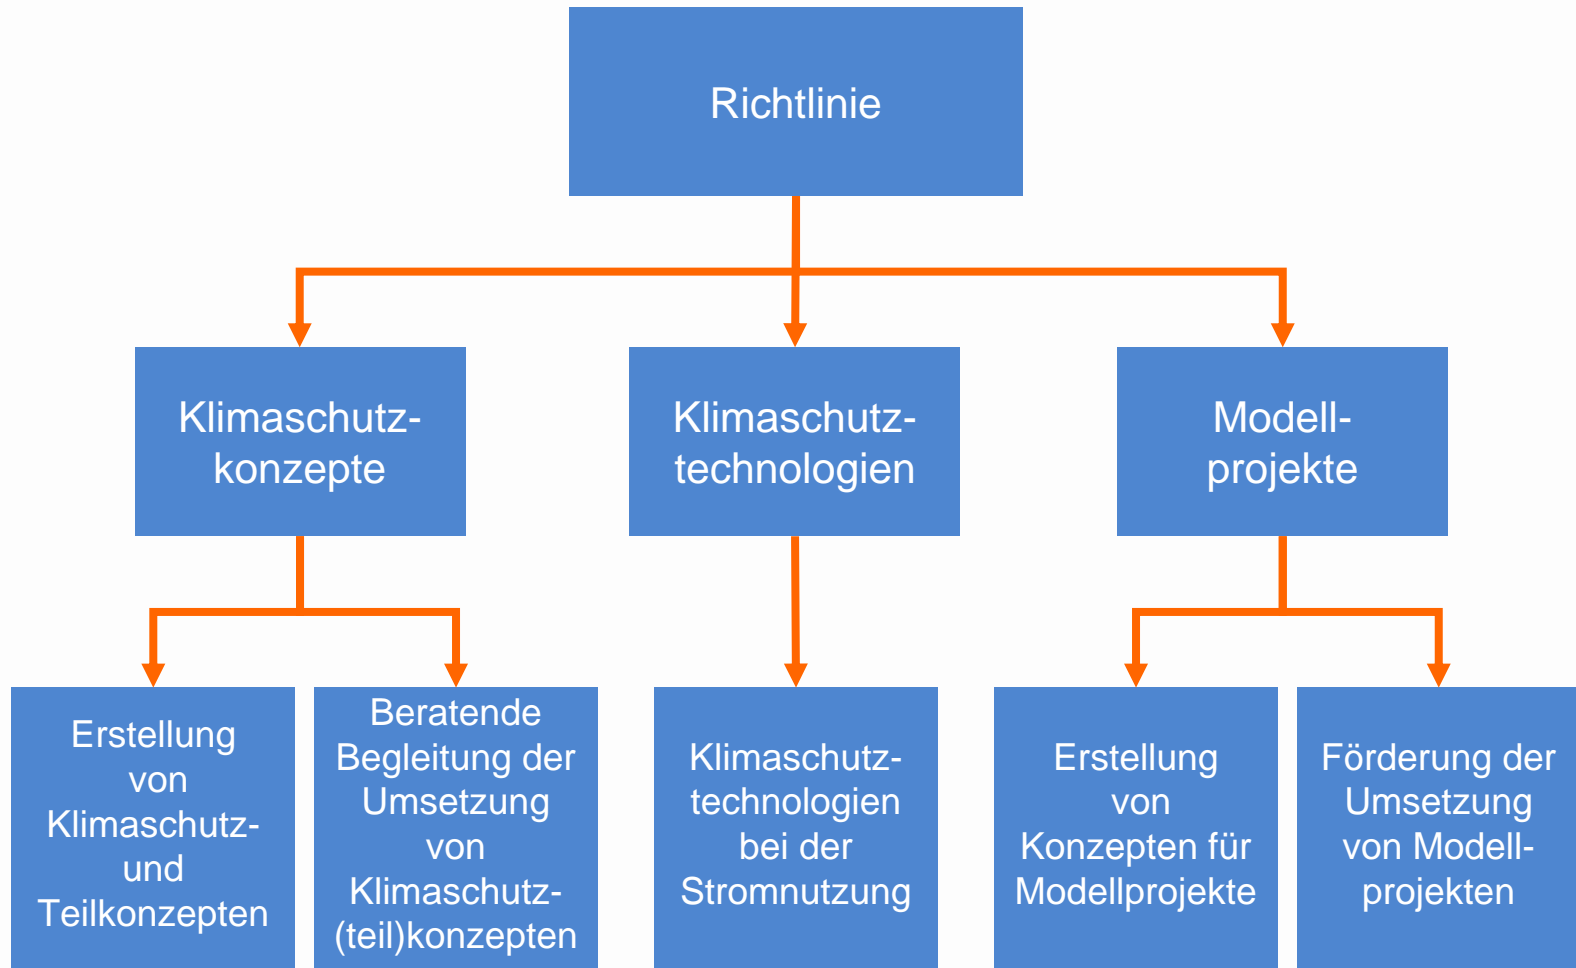 Richtlinie
Klimaschutz-
konzepte
Klimaschutz-
technologien
Modell-
projekte
Erstellung
von
Klimaschutz-
und
Teilkonzepten
Beratende
Begleitung der
Umsetzung
von
Klimaschutz-
(teil)konzepten
Klimaschutz-
technologien
bei der
Stromnutzung
Erstellung
von
Konzepten für
Modellprojekte
Förderung der
Umsetzung
von Modell-
projekten